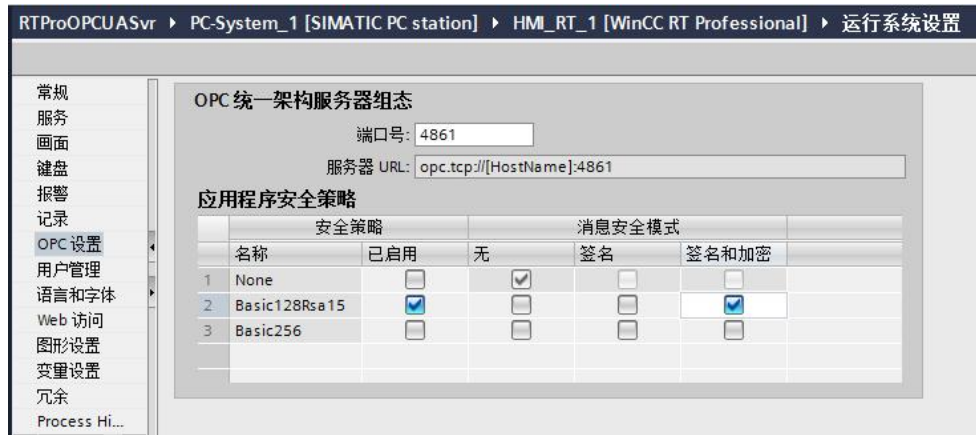 RTProOPCUASvr ▸ PC-System_1 [SIMATIC PC station] ▸ HMI_RT_1 [WinCC RT Professional] ▸ 运行系统设置
常规
服务
画面
键盘
报警
记录
OPC 设置
用户管理
语言和字体
Web 访问
图形设置
变量设置
冗余
Process Hi...
OPC 统一架构服务器组态
端口号: 4861
服务器 URL: opc.tcp://[HostName]:4861
应用程序安全策略
安全策略 消息安全模式
名称 已启用 无 签名 签名和加密
1 None
2 Basic128Rsa15
3 Basic256